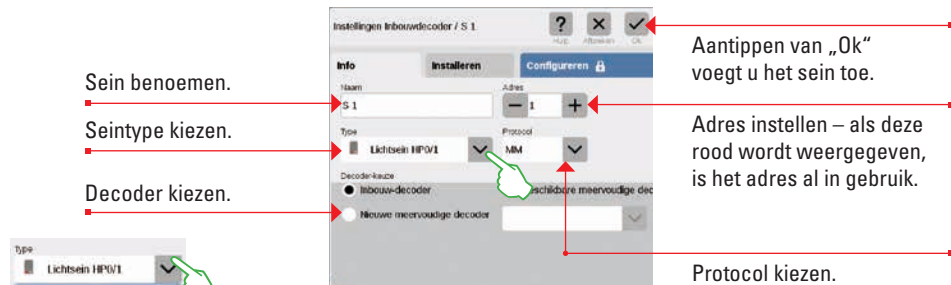 Instellingen Inbouwdecoder / S 1
Hulp Afbreken Ok
Info Installeren Configureren
Naam Adres
S 1 1
Type Protocol
Lichtsein HP0/1 MM
Decoder-keuze
Inbouw-decoder eschikbare meervoudige dec
Nieuwe meervoudige decoder
Sein benoemen.
Seintype kiezen.
Decoder kiezen.
Type
Lichtsein HP0/1
Aantippen van „Ok“
voegt u het sein toe.
Adres instellen – als deze
rood wordt weergegeven,
is het adres al in gebruik.
Protocol kiezen.